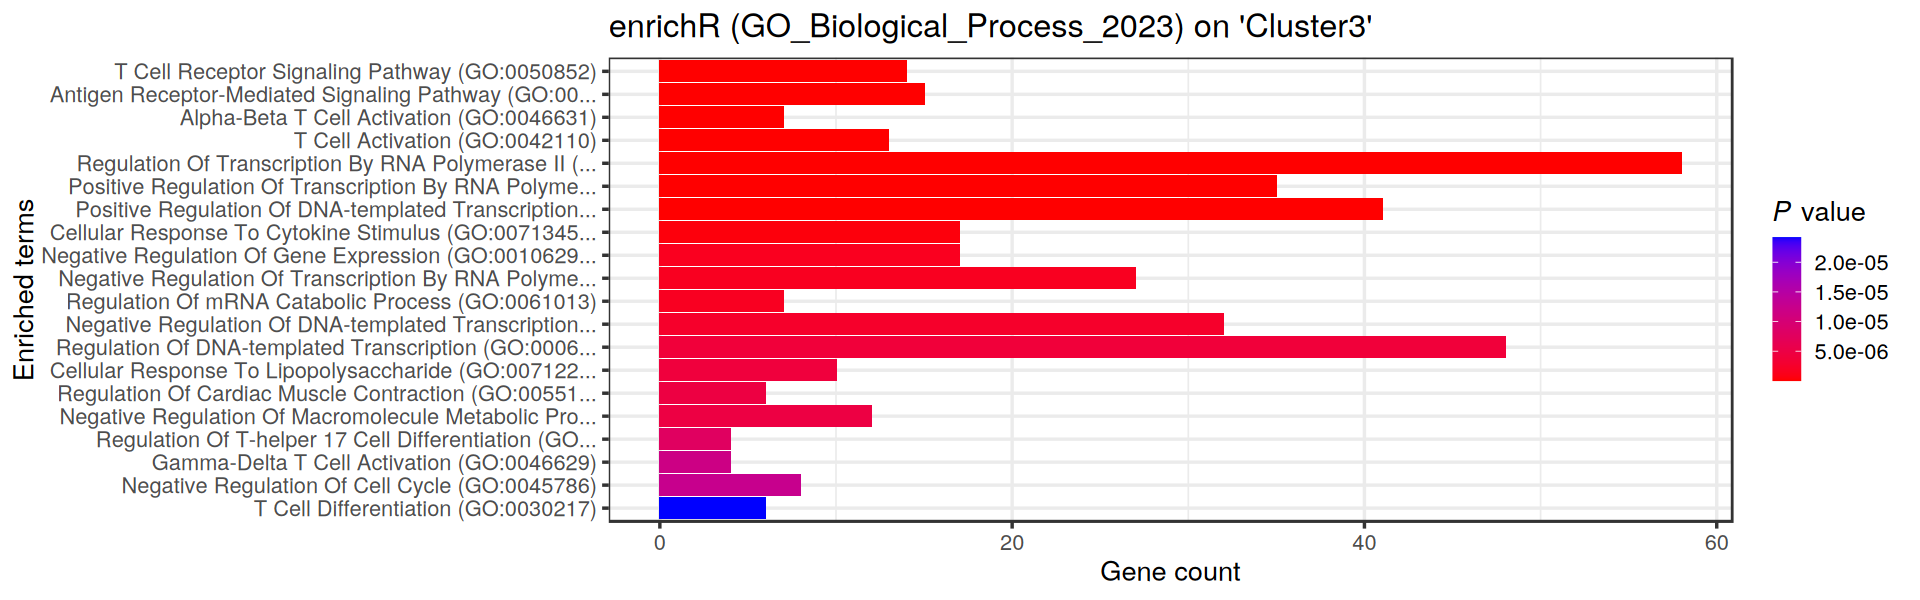 enrichR (GO_Biological_Process_2023) on 'Cluster3'
T Cell Receptor Signaling Pathway (GO:0050852)
Antigen Receptor-Mediated Signaling Pathway (GO:00...
Alpha-Beta T Cell Activation (GO:0046631)
T Cell Activation (GO:0042110)
Regulation Of Transcription By RNA Polymerase II (...
Positive Regulation Of Transcription By RNA Polyme...
Positive Regulation Of DNA-templated Transcription...
Cellular Response To Cytokine Stimulus (GO:0071345...
Negative Regulation Of Gene Expression (GO:0010629...
Negative Regulation Of Transcription By RNA Polyme...
Regulation Of mRNA Catabolic Process (GO:0061013)
Negative Regulation Of DNA-templated Transcription...
Regulation Of DNA-templated Transcription (GO:0006...
Cellular Response To Lipopolysaccharide (GO:007122...
Regulation Of Cardiac Muscle Contraction (GO:00551...
Negative Regulation Of Macromolecule Metabolic Pro...
Regulation Of T-helper 17 Cell Differentiation (GO...
Gamma-Delta T Cell Activation (GO:0046629)
Negative Regulation Of Cell Cycle (GO:0045786)
T Cell Differentiation (GO:0030217)
Enriched terms
0 20 40 60
Gene count
P value
2.0e-05
1.5e-05
1.0e-05
5.0e-06